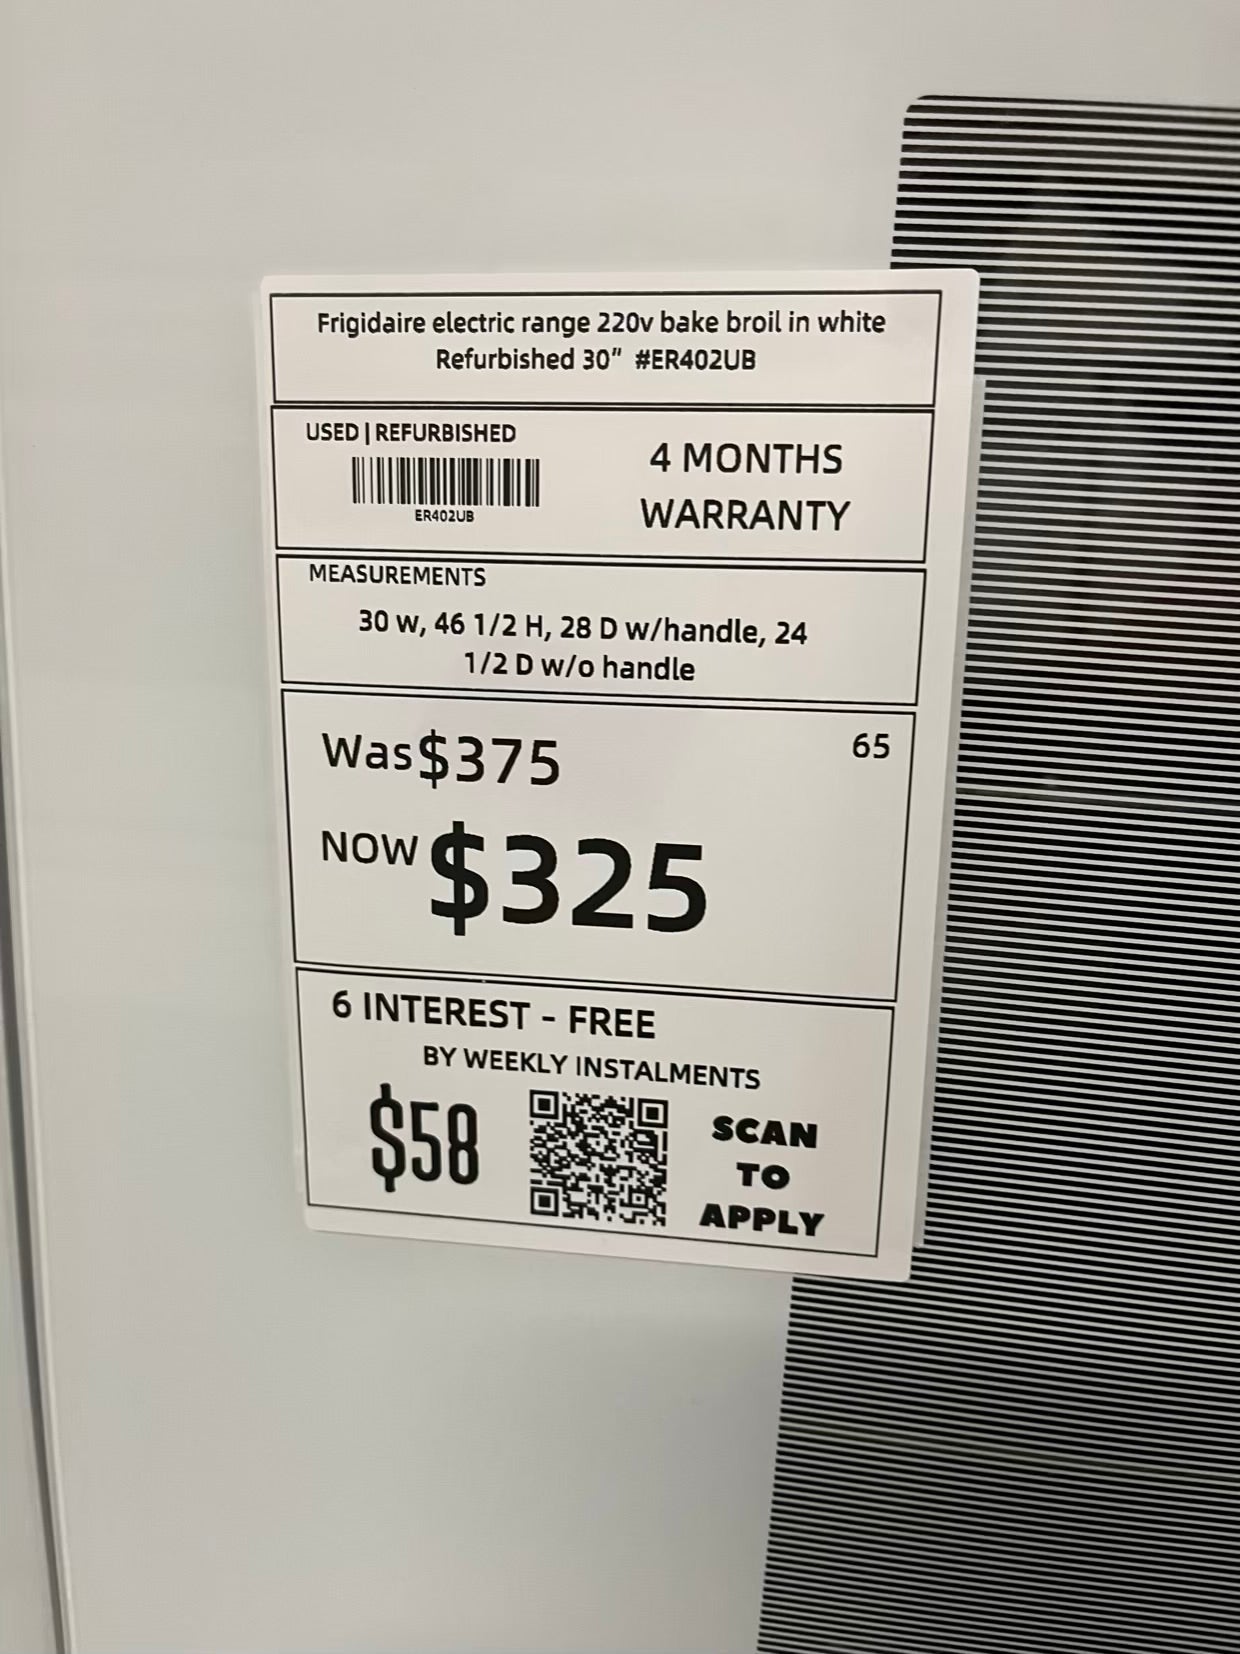 Frigidaire electric range 220v bake broil in white
Refurbished 30” #ER402UB
USED | REFURBISHED
ER402UB
4 MONTHS
WARRANTY
MEASUREMENTS
30 w, 46 1/2 H, 28 D w/handle, 24
1/2 D w/o handle
Was $375
65
NOW $325
6 INTEREST - FREE
BY WEEKLY INSTALMENTS
$58
SCAN
TO
APPLY